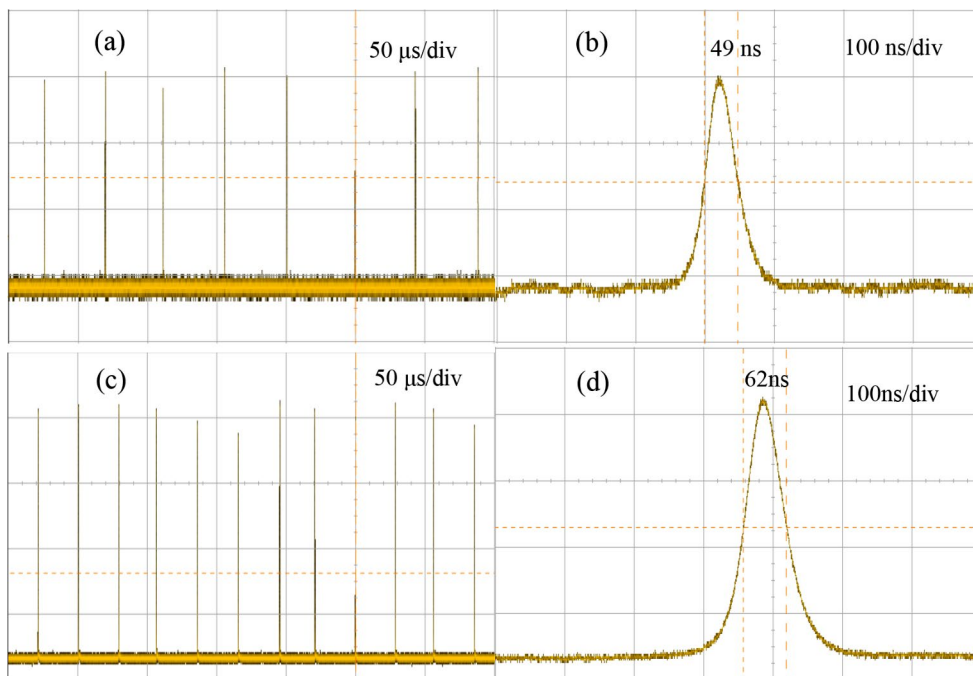 (a)
50 μs/div
(b)
49 ns
100 ns/div
(c)
50 μs/div
(d)
62ns
100ns/div